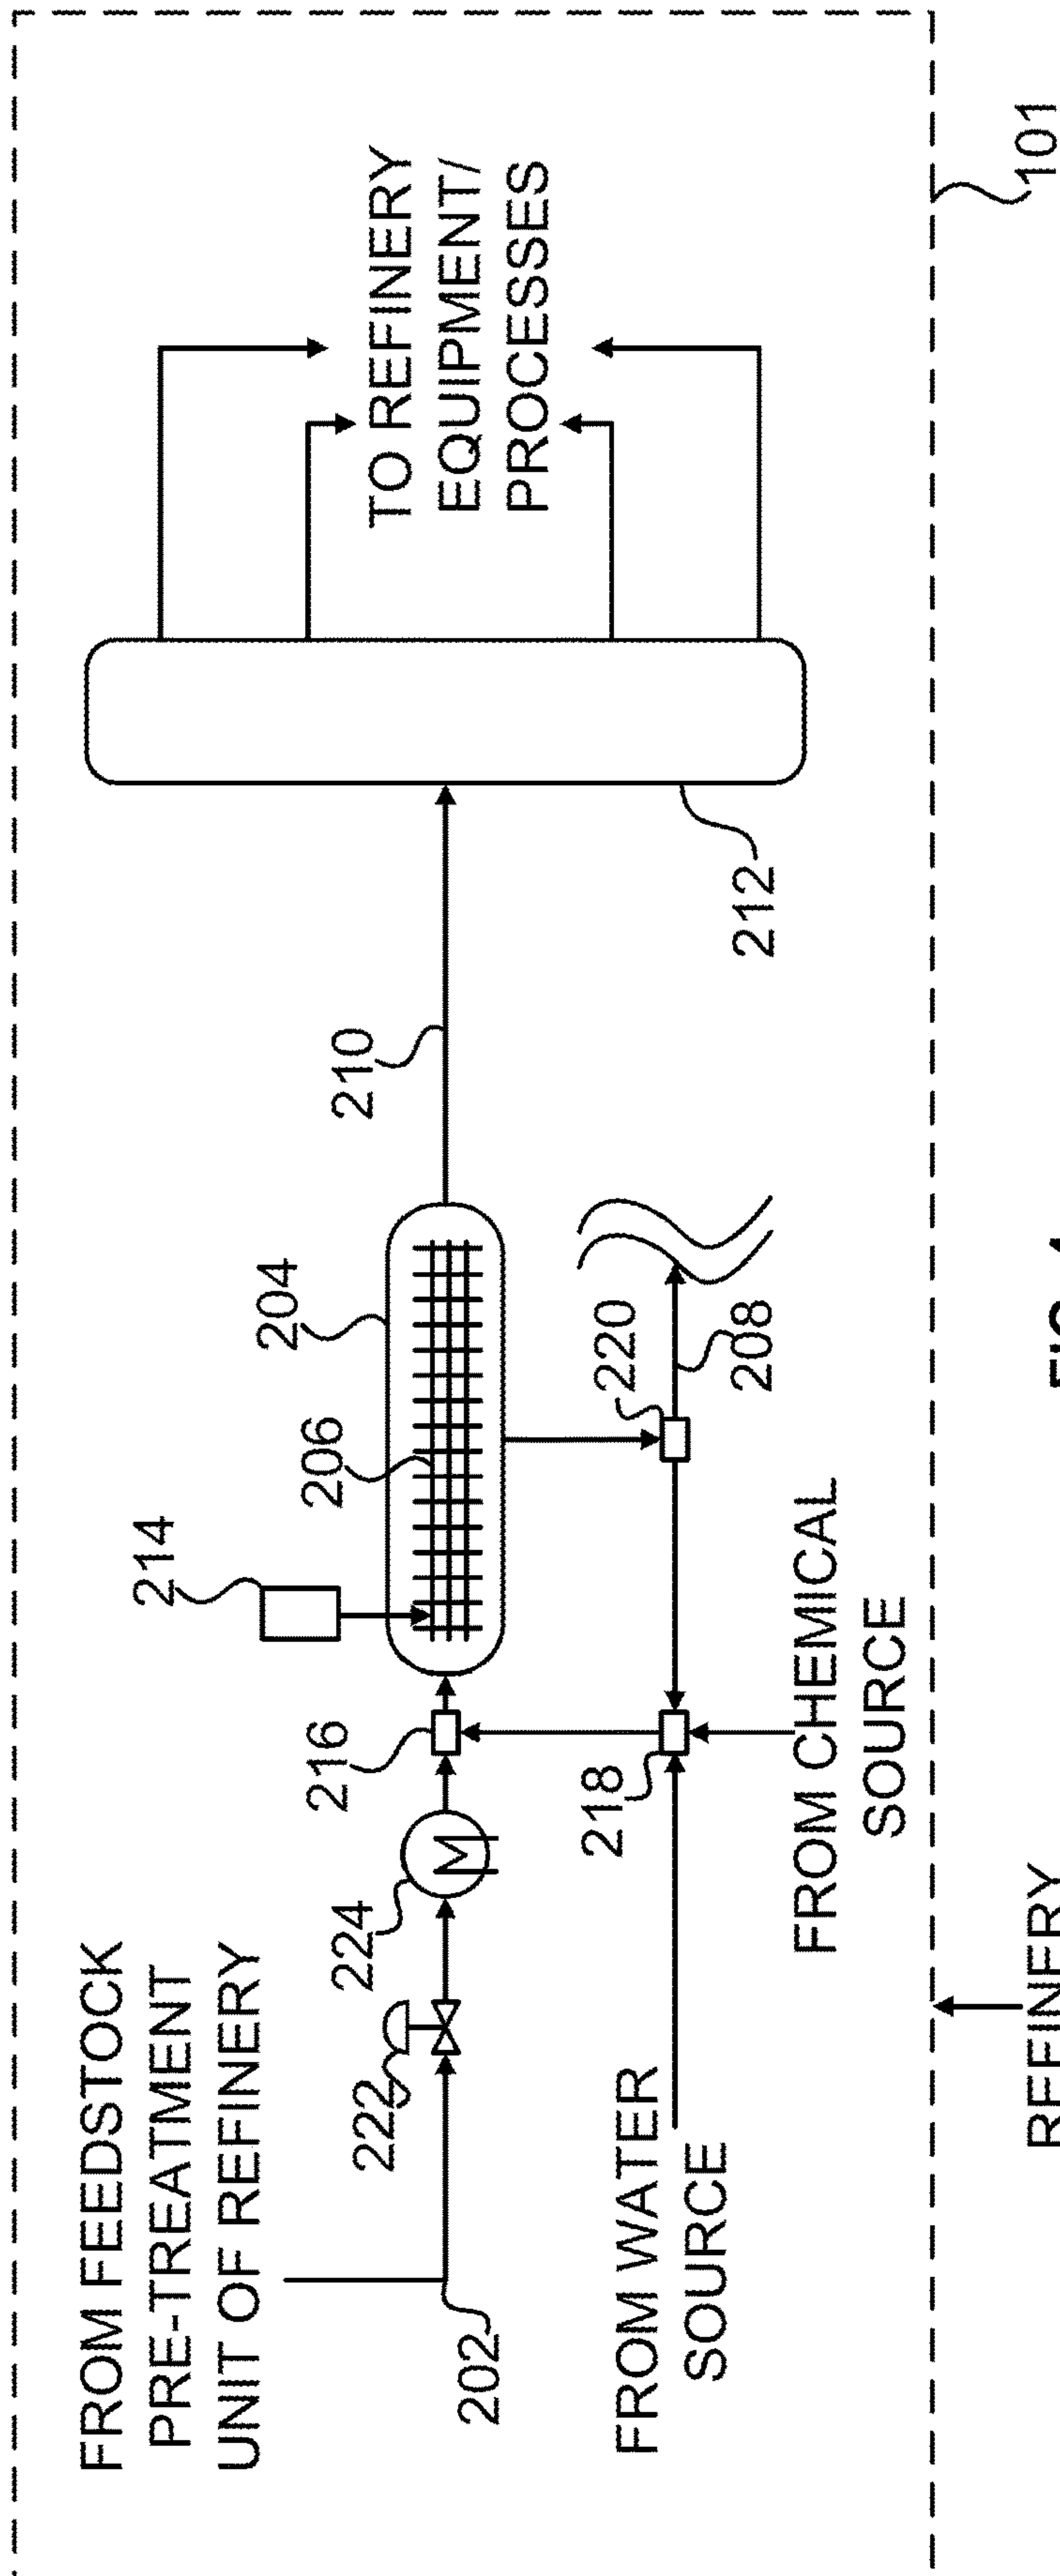 FROM FEEDSTOCK
PRE-TREATMENT
UNIT OF REFINERY
202
222
224
216
214
206
204
210
TO REFINERY
EQUIPMENT/
PROCESSES
FROM WATER
SOURCE
218
FROM CHEMICAL
SOURCE
220
208
212
REFINERY
101